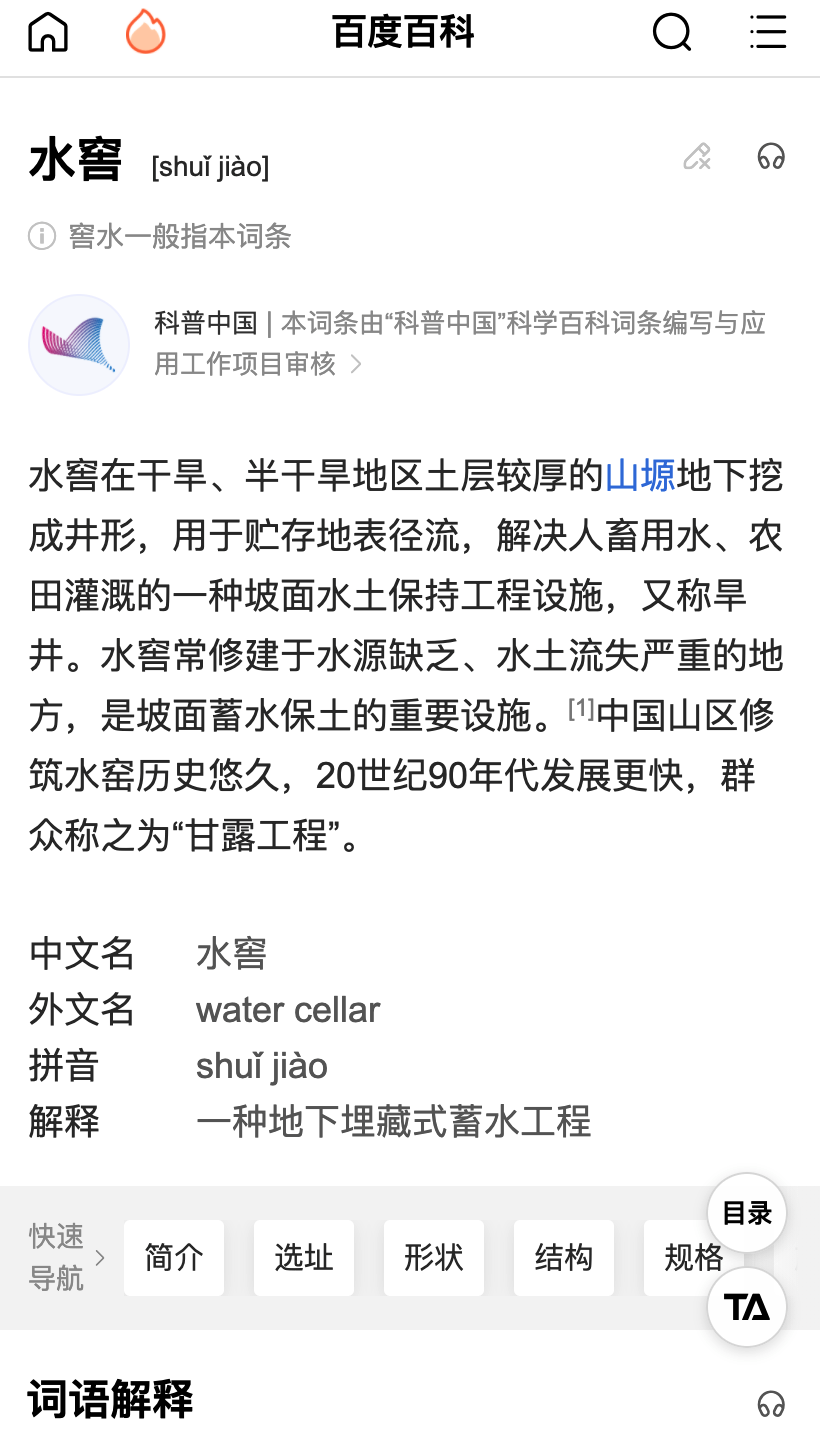 百度百科
水窖 [shuǐ jiào]
窖水一般指本词条
科普中国 | 本词条由“科普中国”科学百科词条编写与应
用工作项目审核
水窖在干旱、半干旱地区土层较厚的山塬地下挖
成井形，用于贮存地表径流，解决人畜用水、农
田灌溉的一种坡面水土保持工程设施，又称旱
井。水窖常修建于水源缺乏、水土流失严重的地
方，是坡面蓄水保土的重要设施。[1]中国山区修
筑水窑历史悠久，20世纪90年代发展更快，群
众称之为“甘露工程”。
中文名 水窖
外文名 water cellar
拼音 shuǐ jiào
解释 一种地下埋藏式蓄水工程
目录
快速
导航
简介 选址 形状 结构 规格
TA
词语解释